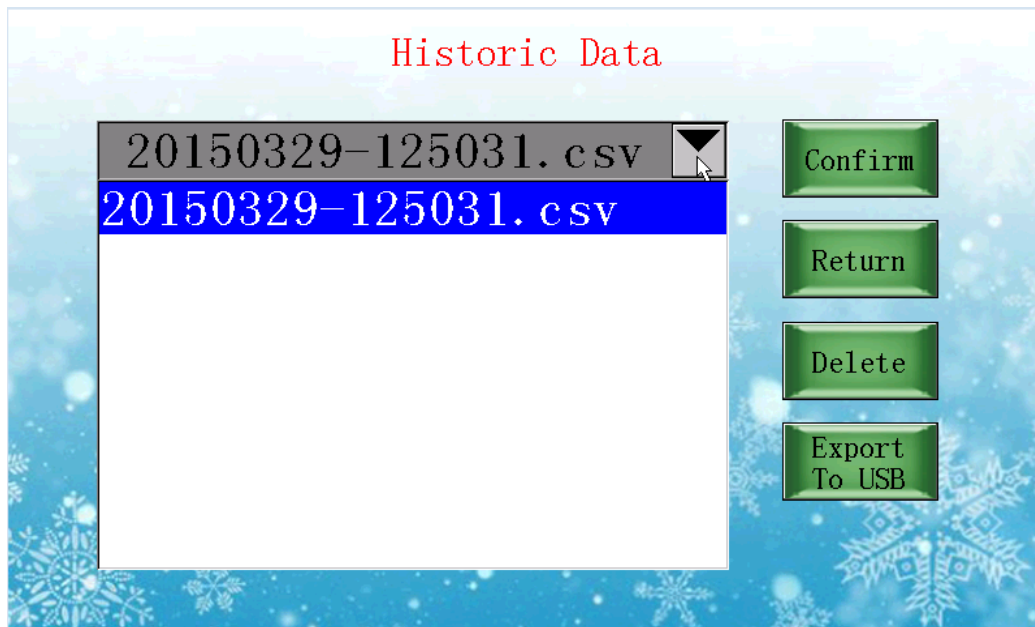 Historic Data
20150329-125031.csv
20150329-125031.csv
Confirm
Return
Delete
Export
To USB